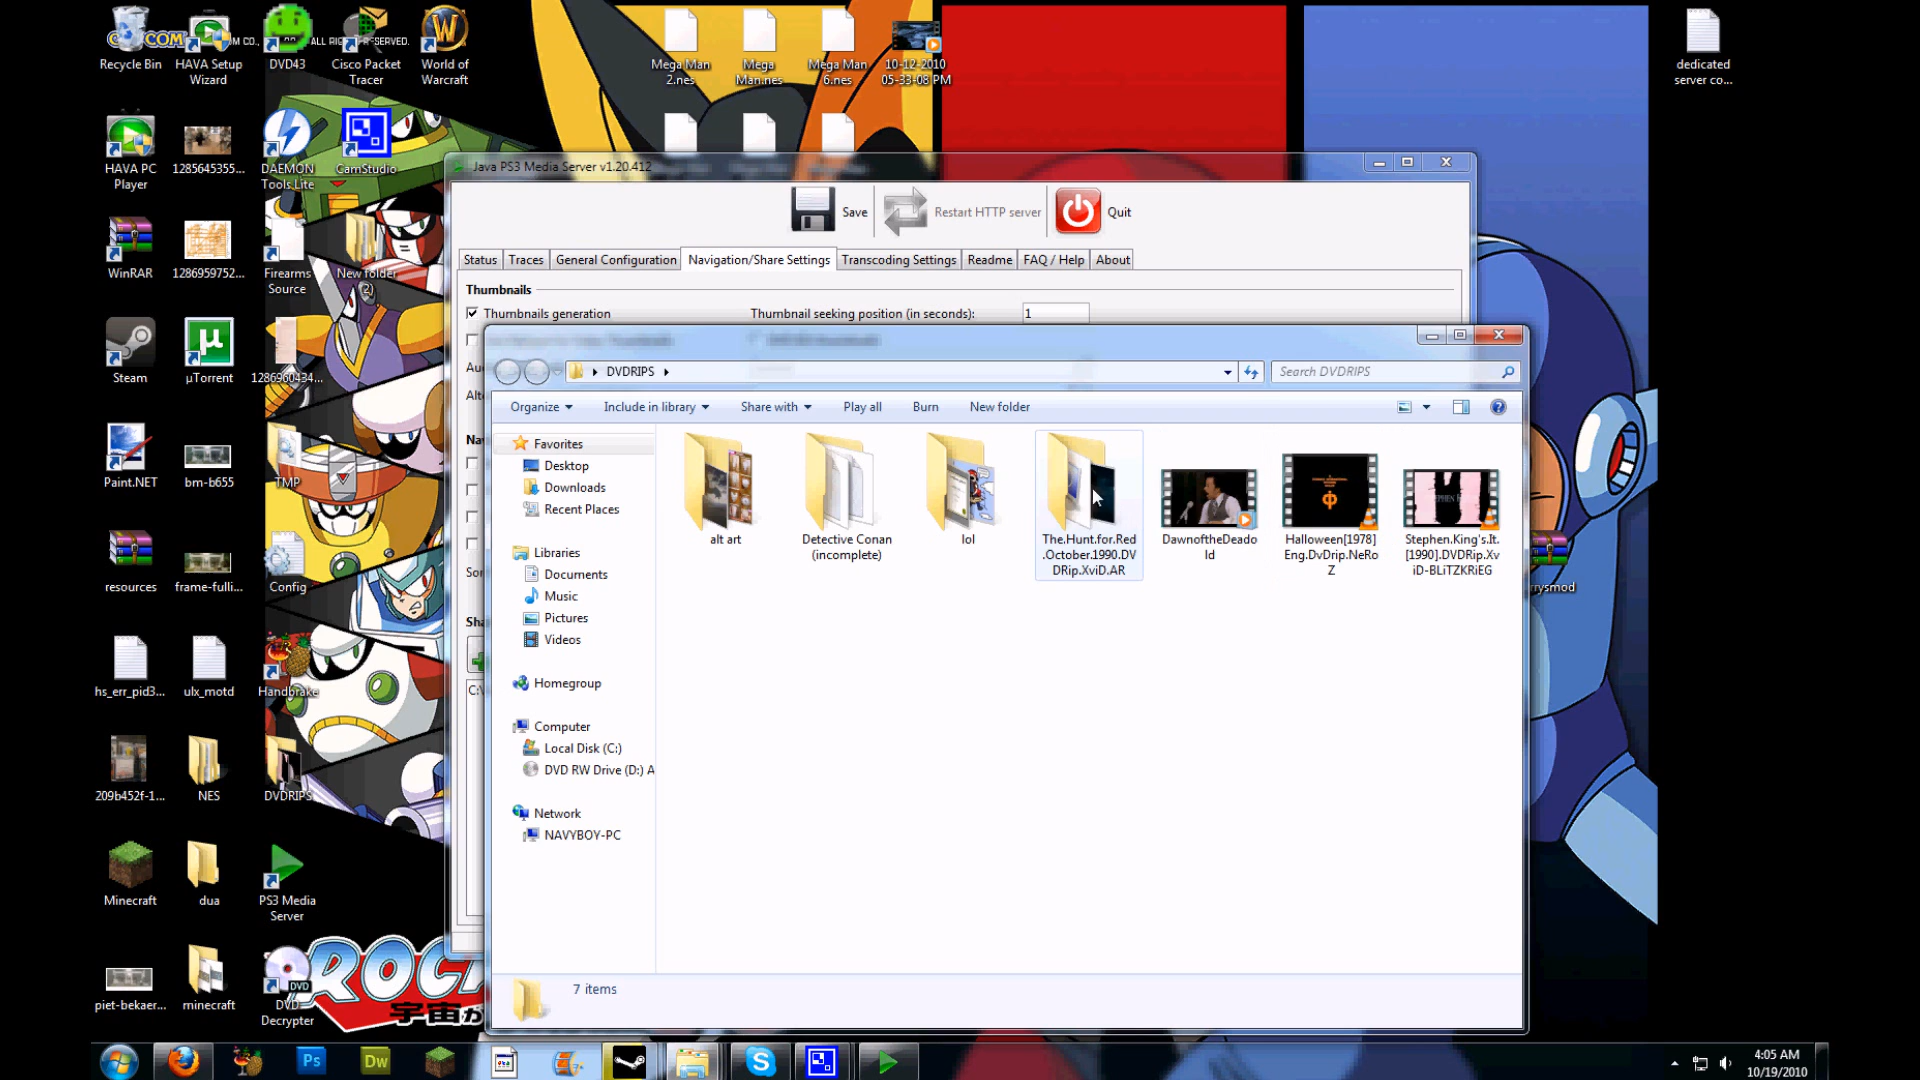 Recycle Bin
HAVA Setup
Wizard
DVD43
ALL RIGHTS RESERVED.
Cisco Packet
Tracer
World of
Warcraft
Mega Man
2.nes
Mega
Man.nes
Mega Man
6.nes
10-12-2010
05-33-08 PM
dedicated
server co...
HAVA PC
Player
1285645355...
DAEMON
Tools Lite
CamStudio
WinRAR
1286959752...
Firearms
Source
New folder
(2)
Steam
µTorrent
1286960434...
Paint.NET
bm-b655
TMP
resources
frame-fulli...
Config
hs_err_pid3...
ulx_motd
Handbrake
209b452f-1...
NES
DVDRIPS
Minecraft
dua
PS3 Media
Server
piet-bekaer...
minecraft
DVD
Decrypter
ROC
宇宙
rysmod
Java PS3 Media Server v1.20.412
Save
Restart HTTP server
Quit
Status
Traces
General Configuration
Navigation/Share Settings
Transcoding Settings
Readme
FAQ / Help
About
Thumbnails
Thumbnails generation
Thumbnail seeking position (in seconds):
1
DVDRIPS
Search DVDRIPS
Organize
Include in library
Share with
Play all
Burn
New folder
Favorites
Desktop
Downloads
Recent Places
Libraries
Documents
Music
Pictures
Videos
Homegroup
Computer
Local Disk (C:)
DVD RW Drive (D:) A
Network
NAVYBOY-PC
alt art
Detective Conan
(incomplete)
lol
The.Hunt.for.Red
.October.1990.DV
DRip.XviD.AR
DawnoftheDeado
ld
Halloween[1978]
Eng.DvDrip.NeRo
Z
Stephen.King's.It.
[1990].DVDRip.Xv
iD-BLiTZKRiEG
7 items
Ps
Dw
4:05 AM
10/19/2010